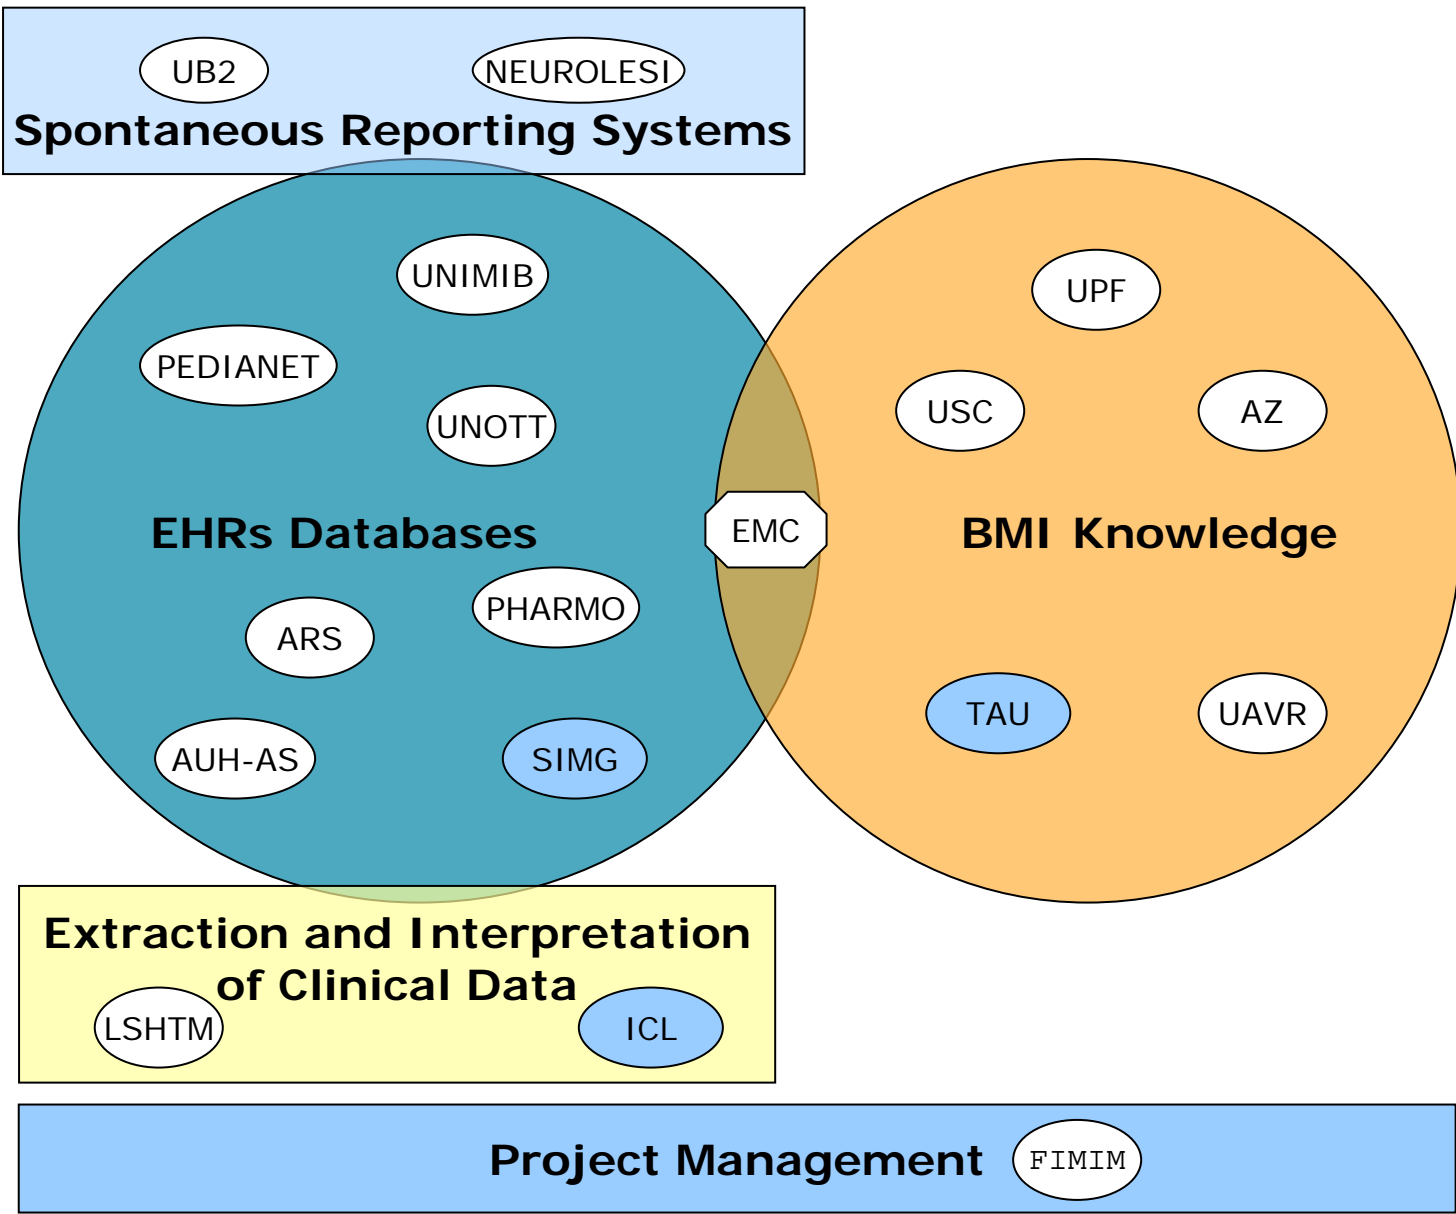 UB2
NEUROLESI
Spontaneous Reporting Systems
UNIMIB
UPF
PEDIANET
USC
AZ
UNOTT
EHRs Databases
EMC
BMI Knowledge
PHARMO
ARS
TAU
UAVR
AUH-AS
SIMG
Extraction and Interpretation
of Clinical Data
LSHTM
ICL
Project Management
FIMIM